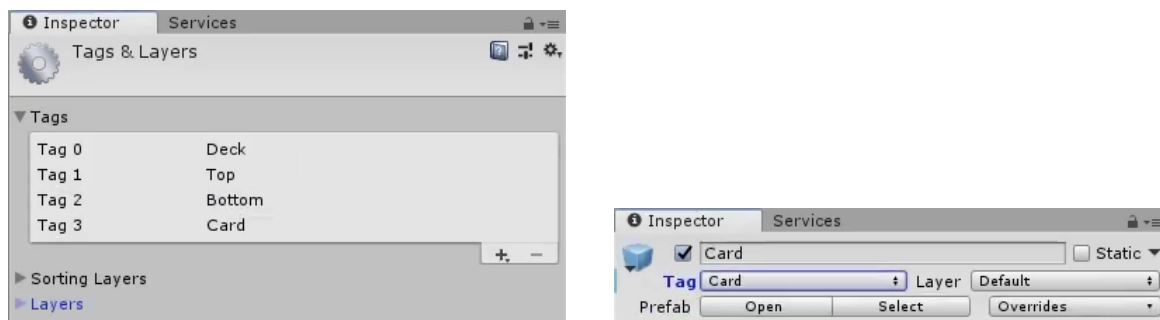 Inspector Services
Tags & Layers
Tags
Tag 0 Deck
Tag 1 Top
Tag 2 Bottom
Tag 3 Card
+ −
Sorting Layers
Layers
Inspector Services
Card Static
Tag Card Layer Default
Prefab Open Select Overrides